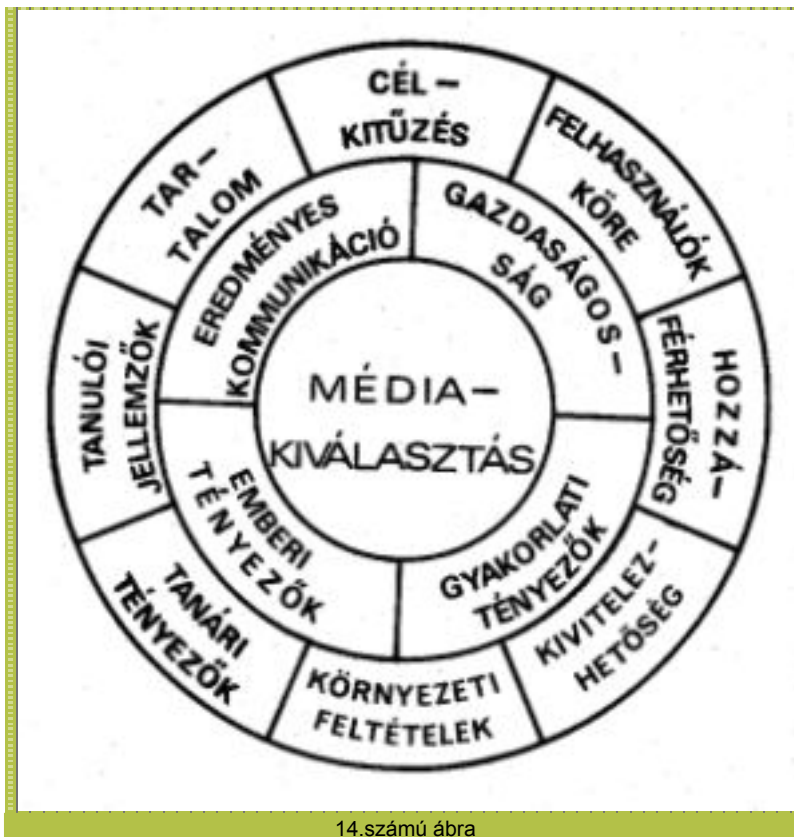 CÉL –
KITŰZÉS
FELHASZNÁLÓK
KÖRE
HOZZÁ –
FÉRHETŐSÉG
KIVITELEZ –
HETŐSÉG
KÖRNYEZETI
FELTÉTELEK
TANÁRI
TÉNYEZŐK
TANULÓI
JELLEMZŐK
TAR –
TALOM
EREDMÉNYES
KOMMUNIKÁCIÓ
GAZDASÁGOS –
SÁG
GYAKORLATI
TÉNYEZŐK
EMBERI
TÉNYEZŐK
MÉDIA –
KIVÁLASZTÁS
14.számú ábra